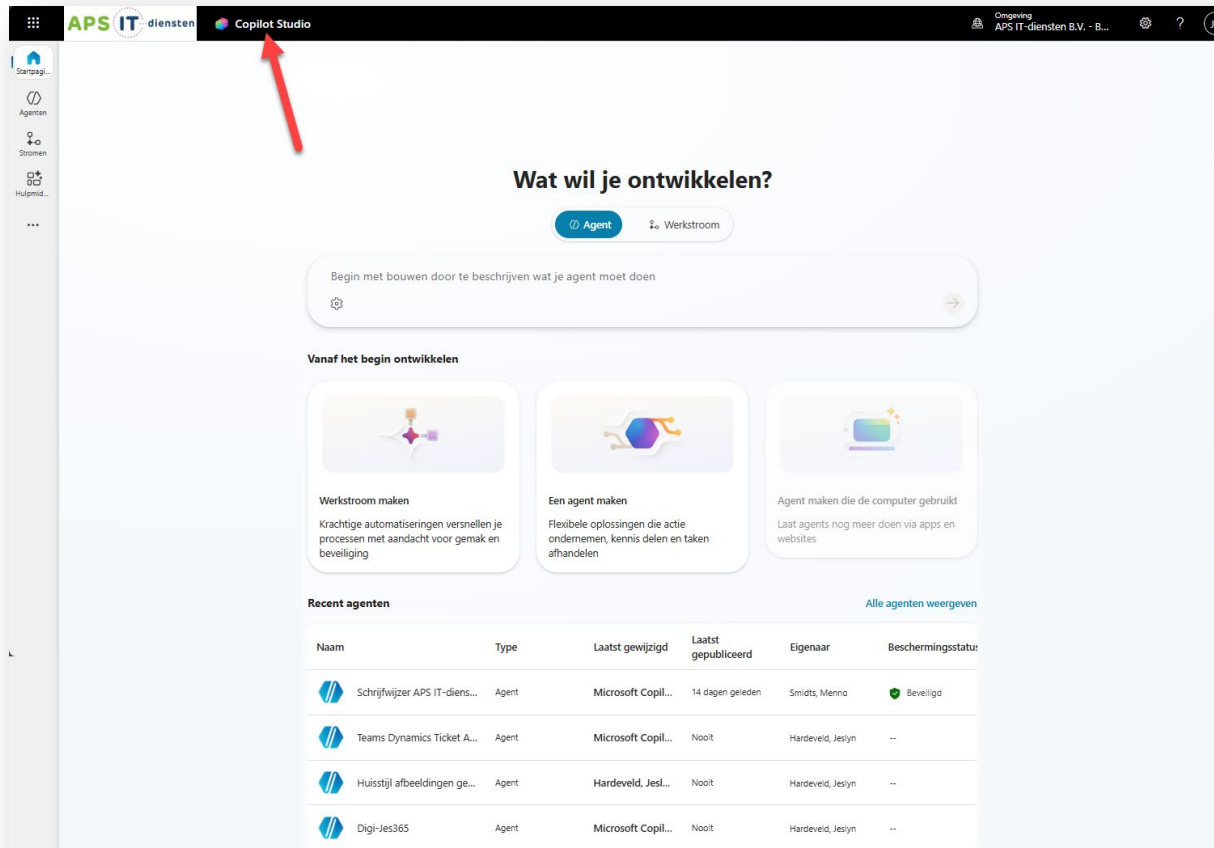 APS IT-diensten
Copilot Studio
Omgeving
APS IT-diensten B.V. - B...
?
Startpagi...
Agenten
Stromen
Hulpmid...
...
Wat wil je ontwikkelen?
Agent
Werkstroom
Begin met bouwen door te beschrijven wat je agent moet doen
Vanaf het begin ontwikkelen
Werkstroom maken
Krachtige automatiseringen versnellen je
processen met aandacht voor gemak en
beveiliging
Een agent maken
Flexibele oplossingen die actie
ondernemen, kennis delen en taken
afhandelen
Agent maken die de computer gebruikt
Laat agents nog meer doen via apps en
websites
Recent agenten
Alle agenten weergeven
Naam Type Laatst gewijzigd Laatst gepubliceerd Eigenaar Beschermingsstatus
Schrijfwijzer APS IT-diens... Agent Microsoft Copil... 14 dagen geleden Smidts, Menno Beveiligd
Teams Dynamics Ticket A... Agent Microsoft Copil... Nooit Hardeveld, Jeslyn --
Huisstijl afbeeldingen ge... Agent Hardeveld, Jesl... Nooit Hardeveld, Jeslyn --
Digi-Jes365 Agent Microsoft Copil... Nooit Hardeveld, Jeslyn --